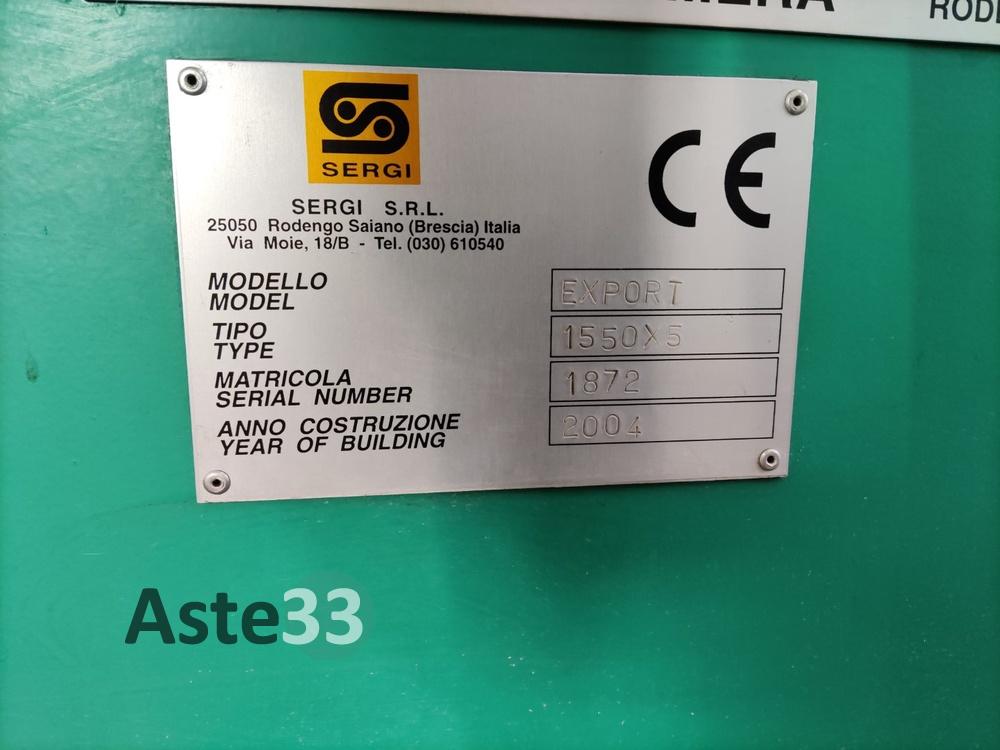 SERGI
CE
SERGI S.R.L.
25050 Rodengo Saiano (Brescia) Italia
Via Moie, 18/B - Tel. (030) 610540
MODELLO
MODEL
EXPORT
TIPO
TYPE
1550X5
MATRICOLA
SERIAL NUMBER
1872
ANNO COSTRUZIONE
YEAR OF BUILDING
2004
Aste33